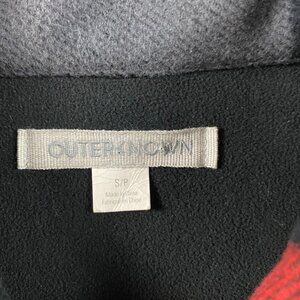 OUTERKNOWN
S/P
Made in China
Fabriqué en Chine